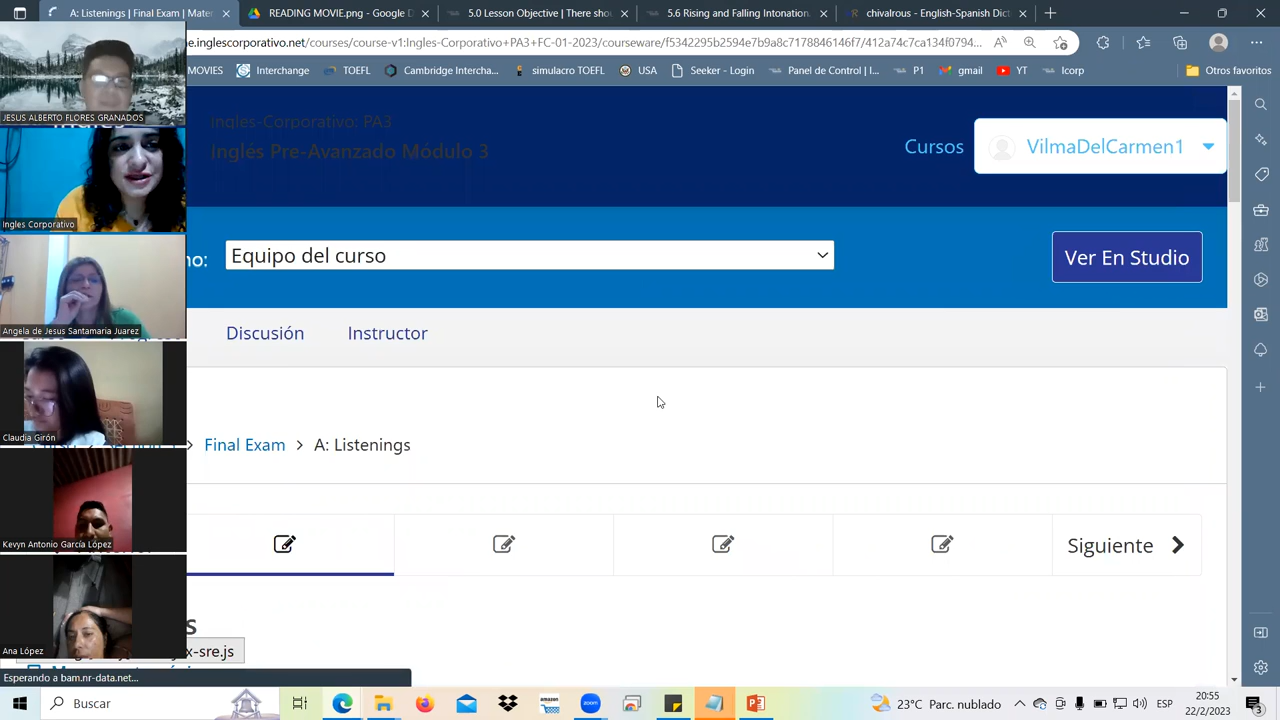 A: Listenings | Final Exam | Mater
READING MOVIE.png - Google D
5.0 Lesson Objective | There shou
5.6 Rising and Falling Intonation
chivalrous - English-Spanish Dict
e.inglescorporativo.net/courses/course-v1:Ingles-Corporativo+PA3+FC-01-2023/courseware/f5342295b2594e7b9a8c7178846146f7/412a74c7ca134f0794...
MOVIES
Interchange
TOEFL
Cambridge Intercha...
simulacro TOEFL
USA
Seeker - Login
Panel de Control | I...
P1
gmail
YT
Icorp
Otros favoritos
JESUS ALBERTO FLORES GRANADOS
Ingles-Corporativo: PA3
Inglés Pre-Avanzado Módulo 3
Cursos
VilmaDelCarmen1
Ingles Corporativo
Equipo del curso
Ver En Studio
Angela de Jesus Santamaria Juarez
Discusión
Instructor
Claudia Girón
Final Exam
A: Listenings
Kevyn Antonio García López
Siguiente
Ana López
x-sre.js
Esperando a bam.nr-data.net...
Buscar
23°C Parc. nublado
ESP
20:55
22/2/2023
3